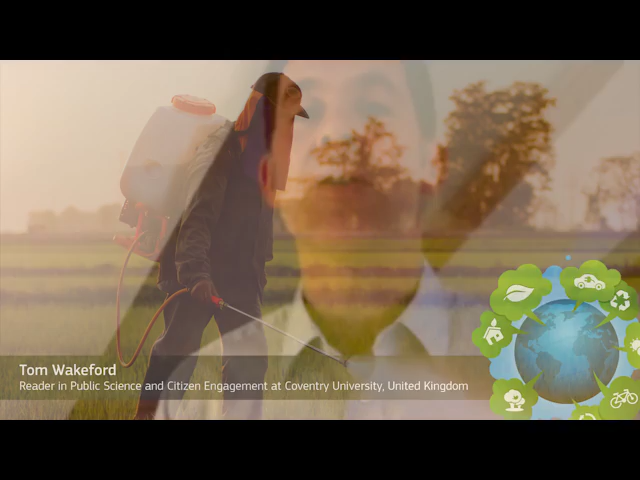 Tom Wakeford
Reader in Public Science and Citizen Engagement at Coventry University, United Kingdom